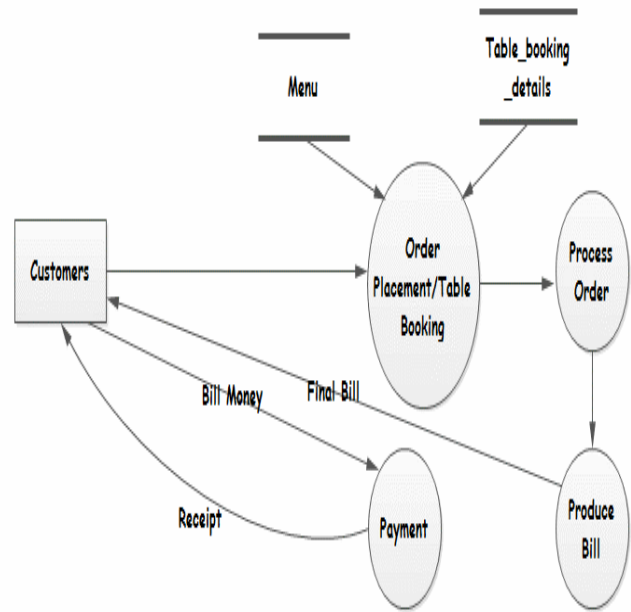 Table_booking
_details
Menu
Customers
Order
Placement/Table
Booking
Process
Order
Bill Money
Final Bill
Receipt
Payment
Produce
Bill